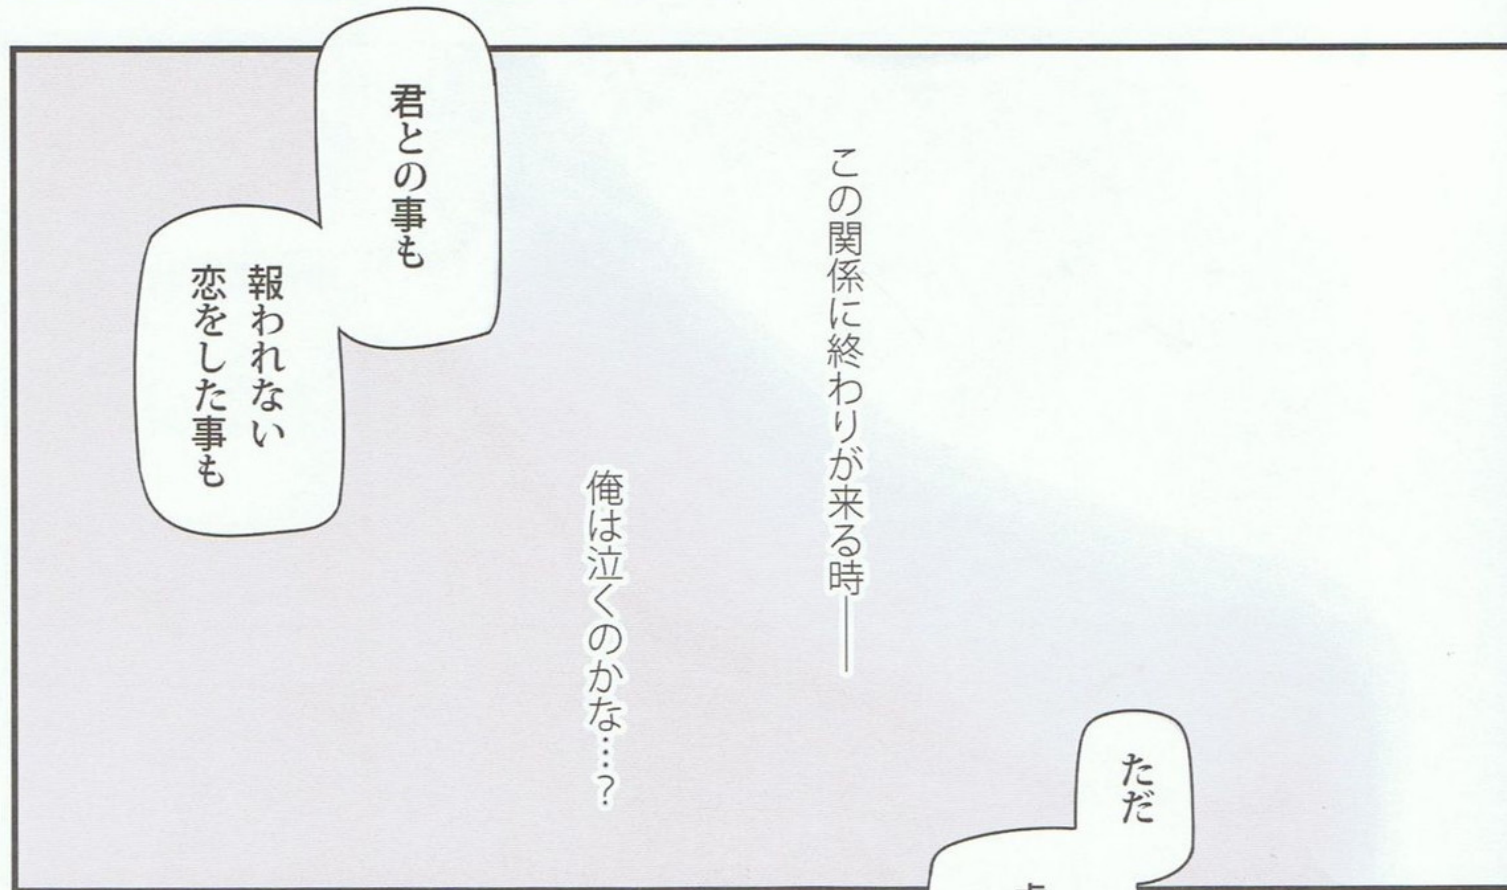 この関係に終わりが来る時――
俺は泣くのかな…?
君との事も
報われない
恋をした事も
ただ